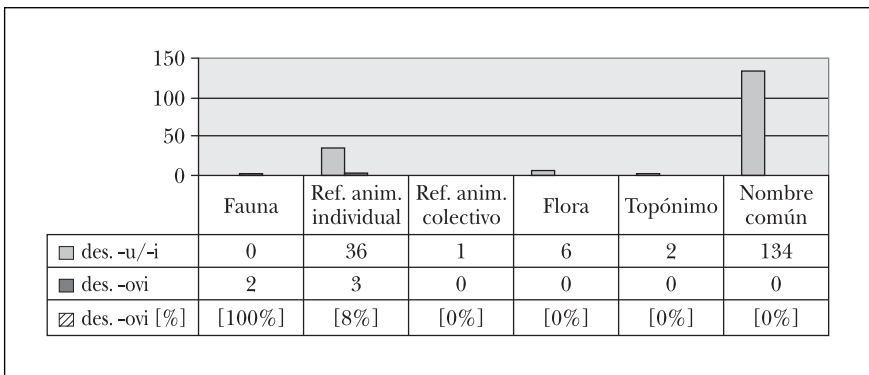 150
100
50
0
Fauna Ref. anim. individual Ref. anim. colectivo Flora Topónimo Nombre común
des. -u/-i 0 36 1 6 2 134
des. -ovi 2 3 0 0 0 0
des. -ovi [%] [100%] [8%] [0%] [0%] [0%] [0%]